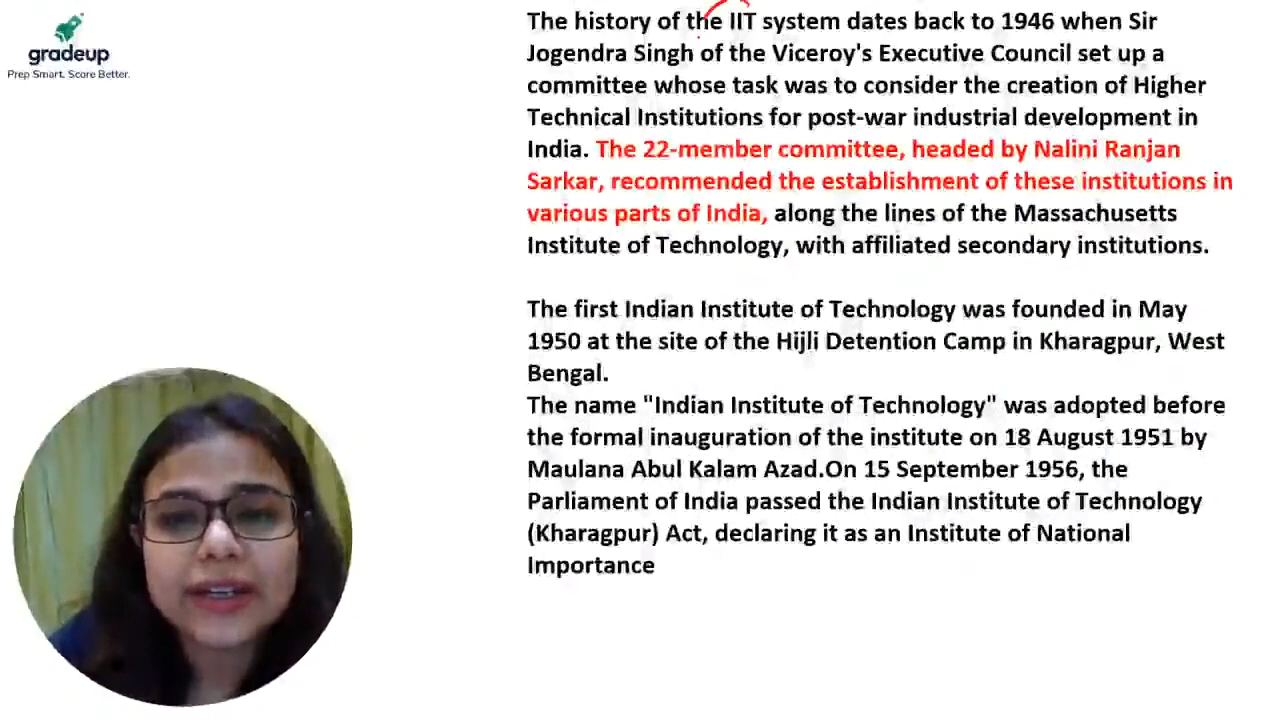 gradeup
Prep Smart. Score Better.
The history of the IIT system dates back to 1946 when Sir
Jogendra Singh of the Viceroy's Executive Council set up a
committee whose task was to consider the creation of Higher
Technical Institutions for post-war industrial development in
India. The 22-member committee, headed by Nalini Ranjan
Sarkar, recommended the establishment of these institutions in
various parts of India, along the lines of the Massachusetts
Institute of Technology, with affiliated secondary institutions.
The first Indian Institute of Technology was founded in May
1950 at the site of the Hijli Detention Camp in Kharagpur, West
Bengal.
The name "Indian Institute of Technology" was adopted before
the formal inauguration of the institute on 18 August 1951 by
Maulana Abul Kalam Azad.On 15 September 1956, the
Parliament of India passed the Indian Institute of Technology
(Kharagpur) Act, declaring it as an Institute of National
Importance